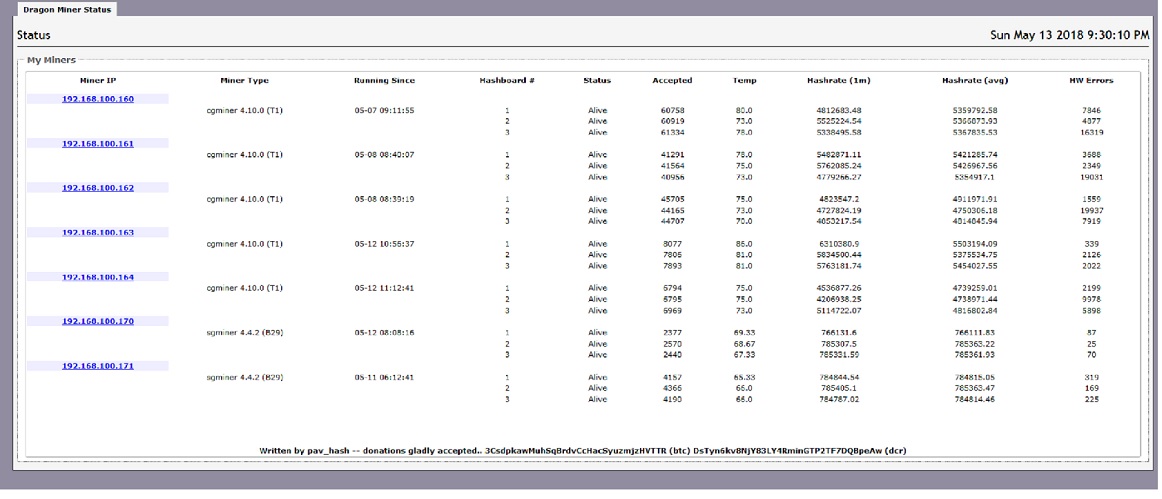 Dragon Miner Status
Status Sun May 13 2018 9:30:10 PM
My Miners
Miner IP Miner Type Running Since Hashboard # Status Accepted Temp Hashrate (1m) Hashrate (avg) HW Errors
192.168.100.160
cgminer 4.10.0 (T1) 05-07 09:11:55 1 Alive 60758 80.0 4812683.48 5359792.58 7846
2 Alive 60919 73.0 5525224.54 5366873.93 4877
3 Alive 61334 78.0 5338495.58 5367835.53 16319
192.168.100.161
cgminer 4.10.0 (T1) 05-08 08:40:07 1 Alive 41291 78.0 5482871.11 5421285.74 3688
2 Alive 41564 75.0 5762085.24 5426967.56 2349
3 Alive 40956 75.0 4779266.27 5354917.1 19031
192.168.100.162
cgminer 4.10.0 (T1) 05-08 08:39:19 1 Alive 45705 75.0 4823547.2 4911971.91 1559
2 Alive 44165 73.0 4727824.19 4750306.18 19937
3 Alive 44707 70.0 4053217.54 4814845.94 7919
192.168.100.163
cgminer 4.10.0 (T1) 05-12 10:56:37 1 Alive 8077 86.0 6310380.9 5503194.09 339
2 Alive 7806 81.0 5834500.44 5375534.75 2126
3 Alive 7893 81.0 5763181.74 5454027.55 2022
192.168.100.164
cgminer 4.10.0 (T1) 05-12 11:12:41 1 Alive 6794 75.0 4536877.26 4739259.01 2199
2 Alive 6795 75.0 4206938.25 4738971.44 9978
3 Alive 6969 73.0 5114722.07 4816802.84 5898
192.168.100.170
sgminer 4.4.2 (B29) 05-12 08:08:16 1 Alive 2377 69.33 766131.6 766111.83 87
2 Alive 2570 68.67 785307.5 785363.22 25
3 Alive 2440 67.33 785331.59 785361.93 70
192.168.100.171
sgminer 4.4.2 (B29) 05-11 06:12:41 1 Alive 4157 65.33 784844.54 784815.05 319
2 Alive 4366 66.0 785405.1 785363.47 169
3 Alive 4190 66.0 784787.02 784814.46 225
Written by pav_hash -- donations gladly accepted.. 3CsdpkawMuhSqBrdvCcHacSyuzmjzHVTTR (btc) DsTyn6kv8NjY83LY4RminGTP2TF7DQBpeAw (dcr)